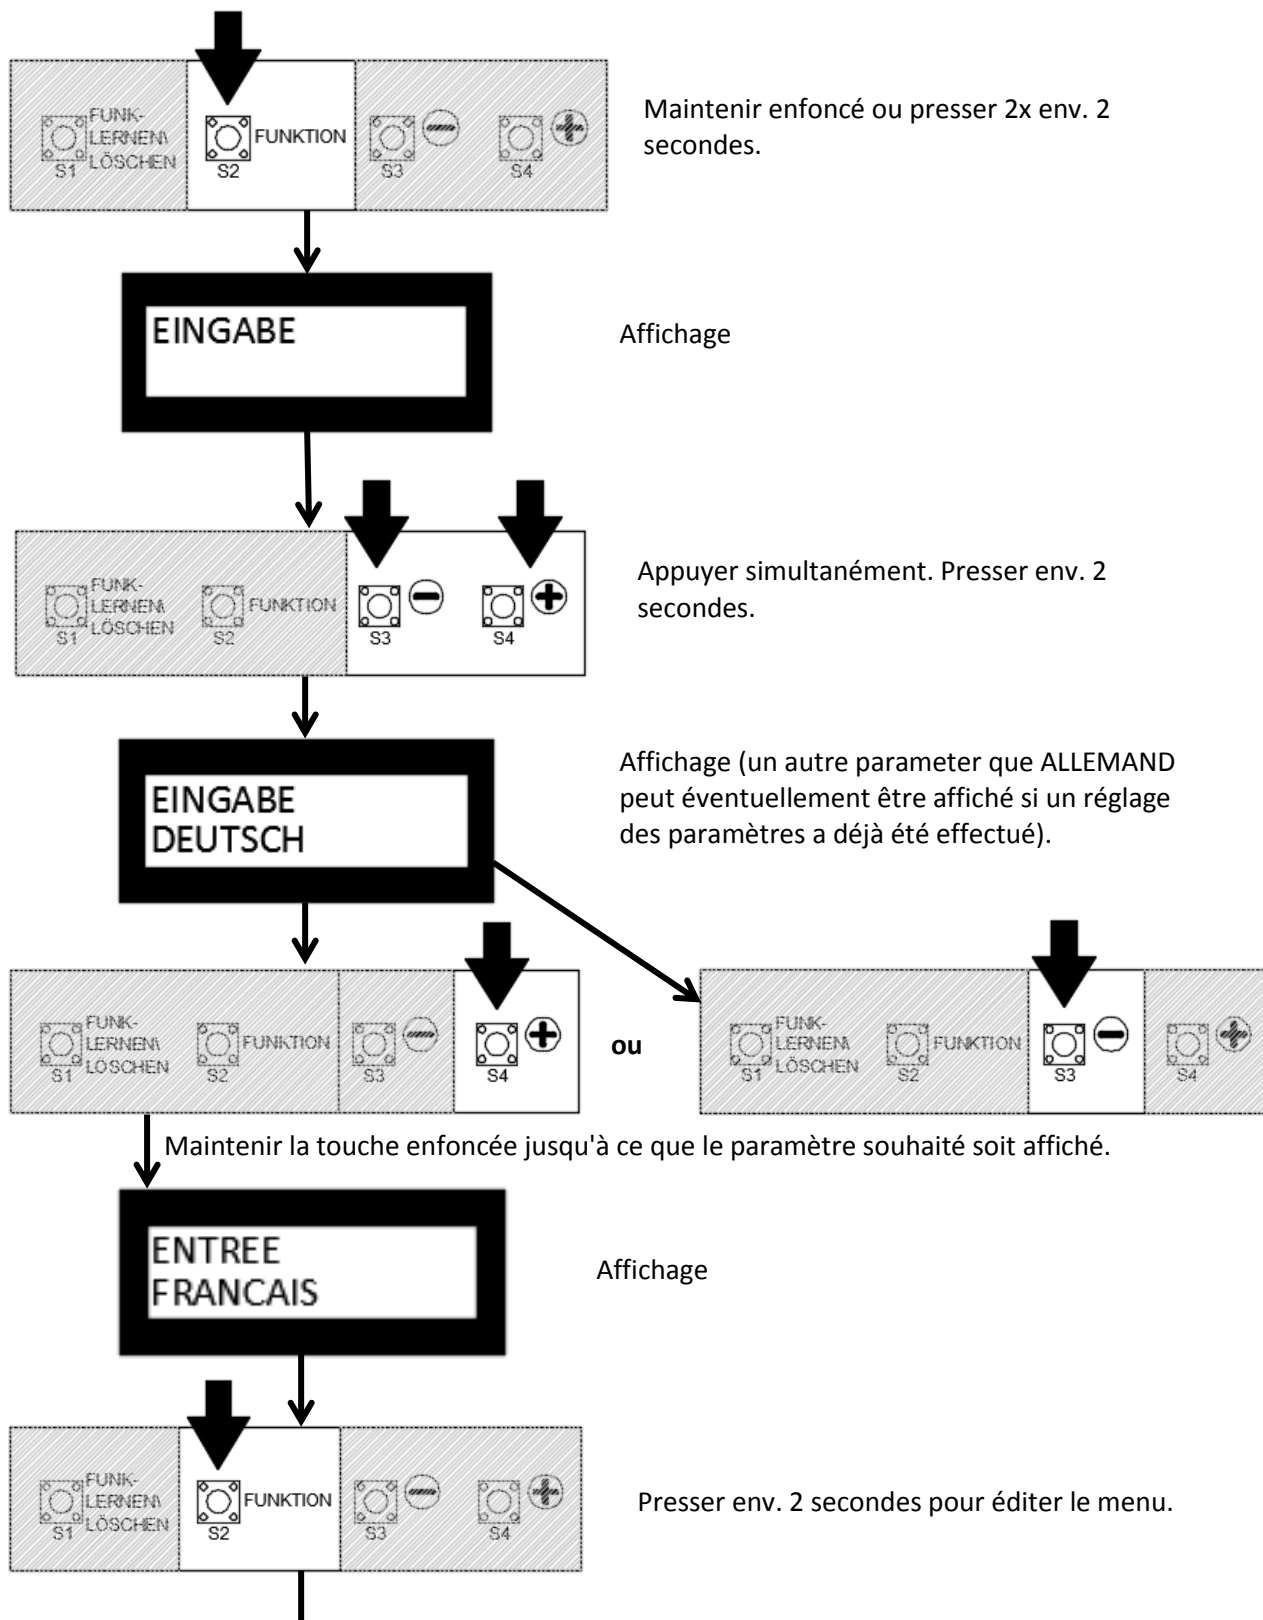 FUNK-
LERNEN\
LÖSCHEN
S1
FUNKTION
S2
S3
S4
Maintenir enfoncé ou presser 2x env. 2
secondes.
EINGABE
Affichage
FUNK-
LERNEN\
LÖSCHEN
S1
FUNKTION
S2
S3
S4
Appuyer simultanément. Presser env. 2
secondes.
EINGABE
DEUTSCH
Affichage (un autre parameter que ALLEMAND
peut éventuellement être affiché si un réglage
des paramètres a déjà été effectué).
FUNK-
LERNEN\
LÖSCHEN
S1
FUNKTION
S2
S3
S4
ou
FUNK-
LERNEN\
LÖSCHEN
S1
FUNKTION
S2
S3
S4
Maintenir la touche enfoncée jusqu'à ce que le paramètre souhaité soit affiché.
ENTREE
FRANCAIS
Affichage
FUNK-
LERNEN\
LÖSCHEN
S1
FUNKTION
S2
S3
S4
Presser env. 2 secondes pour éditer le menu.